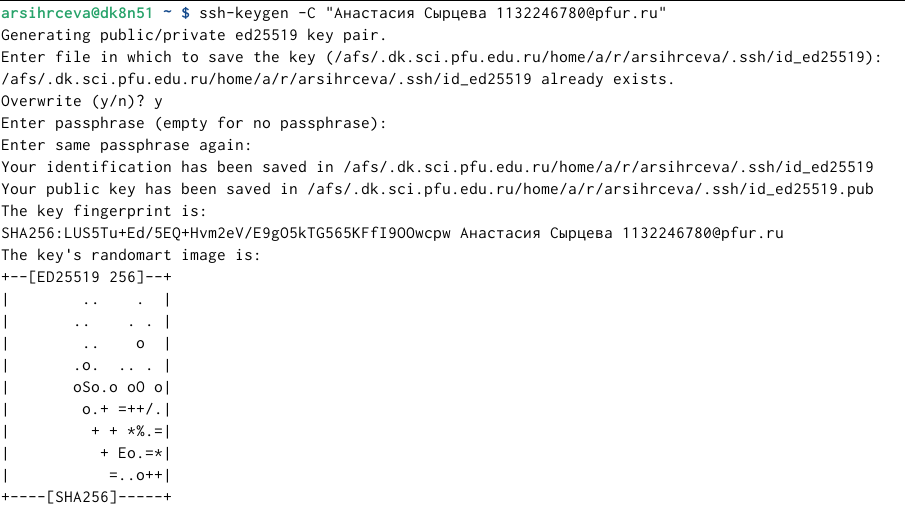 arsihrceva@dk8n51 ~ $ ssh-keygen -C "Анастасия Сырцева 1132246780@pfur.ru"
Generating public/private ed25519 key pair.
Enter file in which to save the key (/afs/.dk.sci.pfu.edu.ru/home/a/r/arsihrceva/.ssh/id_ed25519):
/afs/.dk.sci.pfu.edu.ru/home/a/r/arsihrceva/.ssh/id_ed25519 already exists.
Overwrite (y/n)? y
Enter passphrase (empty for no passphrase):
Enter same passphrase again:
Your identification has been saved in /afs/.dk.sci.pfu.edu.ru/home/a/r/arsihrceva/.ssh/id_ed25519
Your public key has been saved in /afs/.dk.sci.pfu.edu.ru/home/a/r/arsihrceva/.ssh/id_ed25519.pub
The key fingerprint is:
SHA256:LUS5Tu+Ed/5EQ+Hvm2eV/E9gO5kTG565KFfI9OOwcpw Анастасия Сырцева 1132246780@pfur.ru
The key's randomart image is:
+--[ED25519 256]--+
|        ..    .  |
|       ..    . . |
|        ..    o  |
|       .o.  .. . |
|       oSo.o oO o|
|        o.+ =++/.|
|         + + *%.=|
|          + Eo.=*|
|           =..o++|
+----[SHA256]-----+